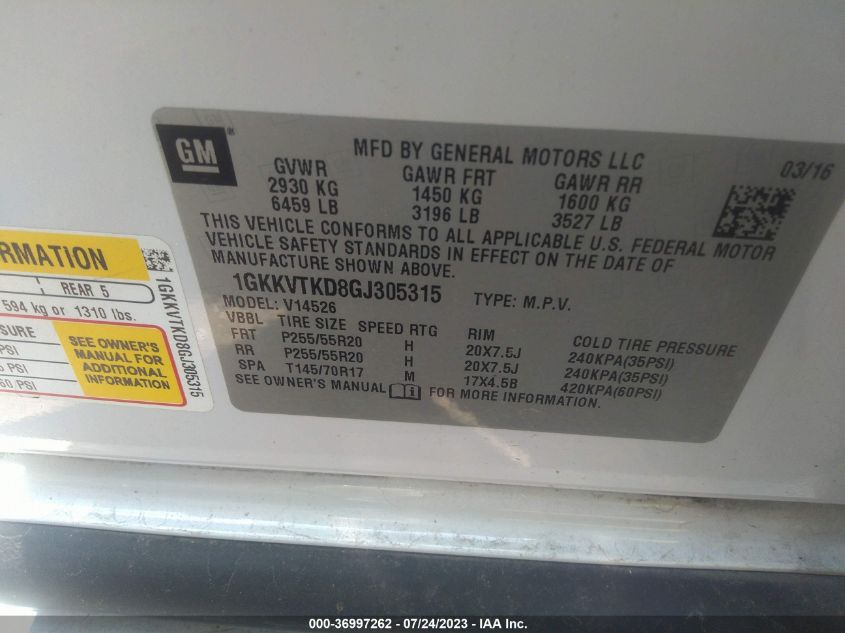 GM
MFD BY GENERAL MOTORS LLC
03/16
GVWR GAWR FRT GAWR RR
2930 KG 1450 KG 1600 KG
6459 LB 3196 LB 3527 LB
THIS VEHICLE CONFORMS TO ALL APPLICABLE U.S. FEDERAL MOTOR
VEHICLE SAFETY STANDARDS IN EFFECT ON THE DATE OF
MANUFACTURE SHOWN ABOVE.
1GKKVTKD8GJ305315 TYPE: M.P.V.
MODEL: V14526
VBBL TIRE SIZE SPEED RTG RIM COLD TIRE PRESSURE
FRT P255/55R20 H 20X7.5J 240KPA(35PSI)
RR P255/55R20 H 20X7.5J 240KPA(35PSI)
SPA T145/70R17 M 17X4.5B 420KPA(60PSI)
SEE OWNER'S MANUAL FOR MORE INFORMATION.
RMATION
REAR 5
594 kg or 1310 lbs.
SURE
PSI
PSI
60 PSI
SEE OWNER'S
MANUAL FOR
ADDITIONAL
INFORMATION
1GKKVTKD8GJ305315
000-36997262 - 07/24/2023 - IAA Inc.